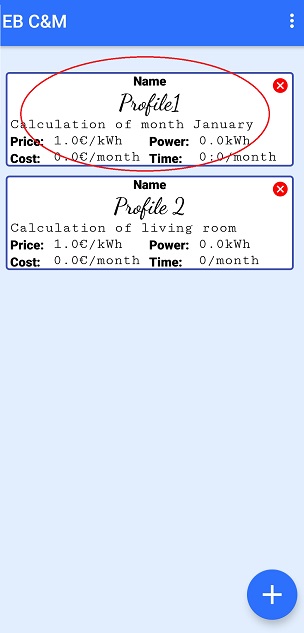 EB C&M
Name
Profile1
Calculation of month January
Price: 1.0€/kWh Power: 0.0kWh
Cost: 0.0€/month Time: 0:0/month
Name
Profile 2
Calculation of living room
Price: 1.0€/kWh Power: 0.0kWh
Cost: 0.0€/month Time: 0/month